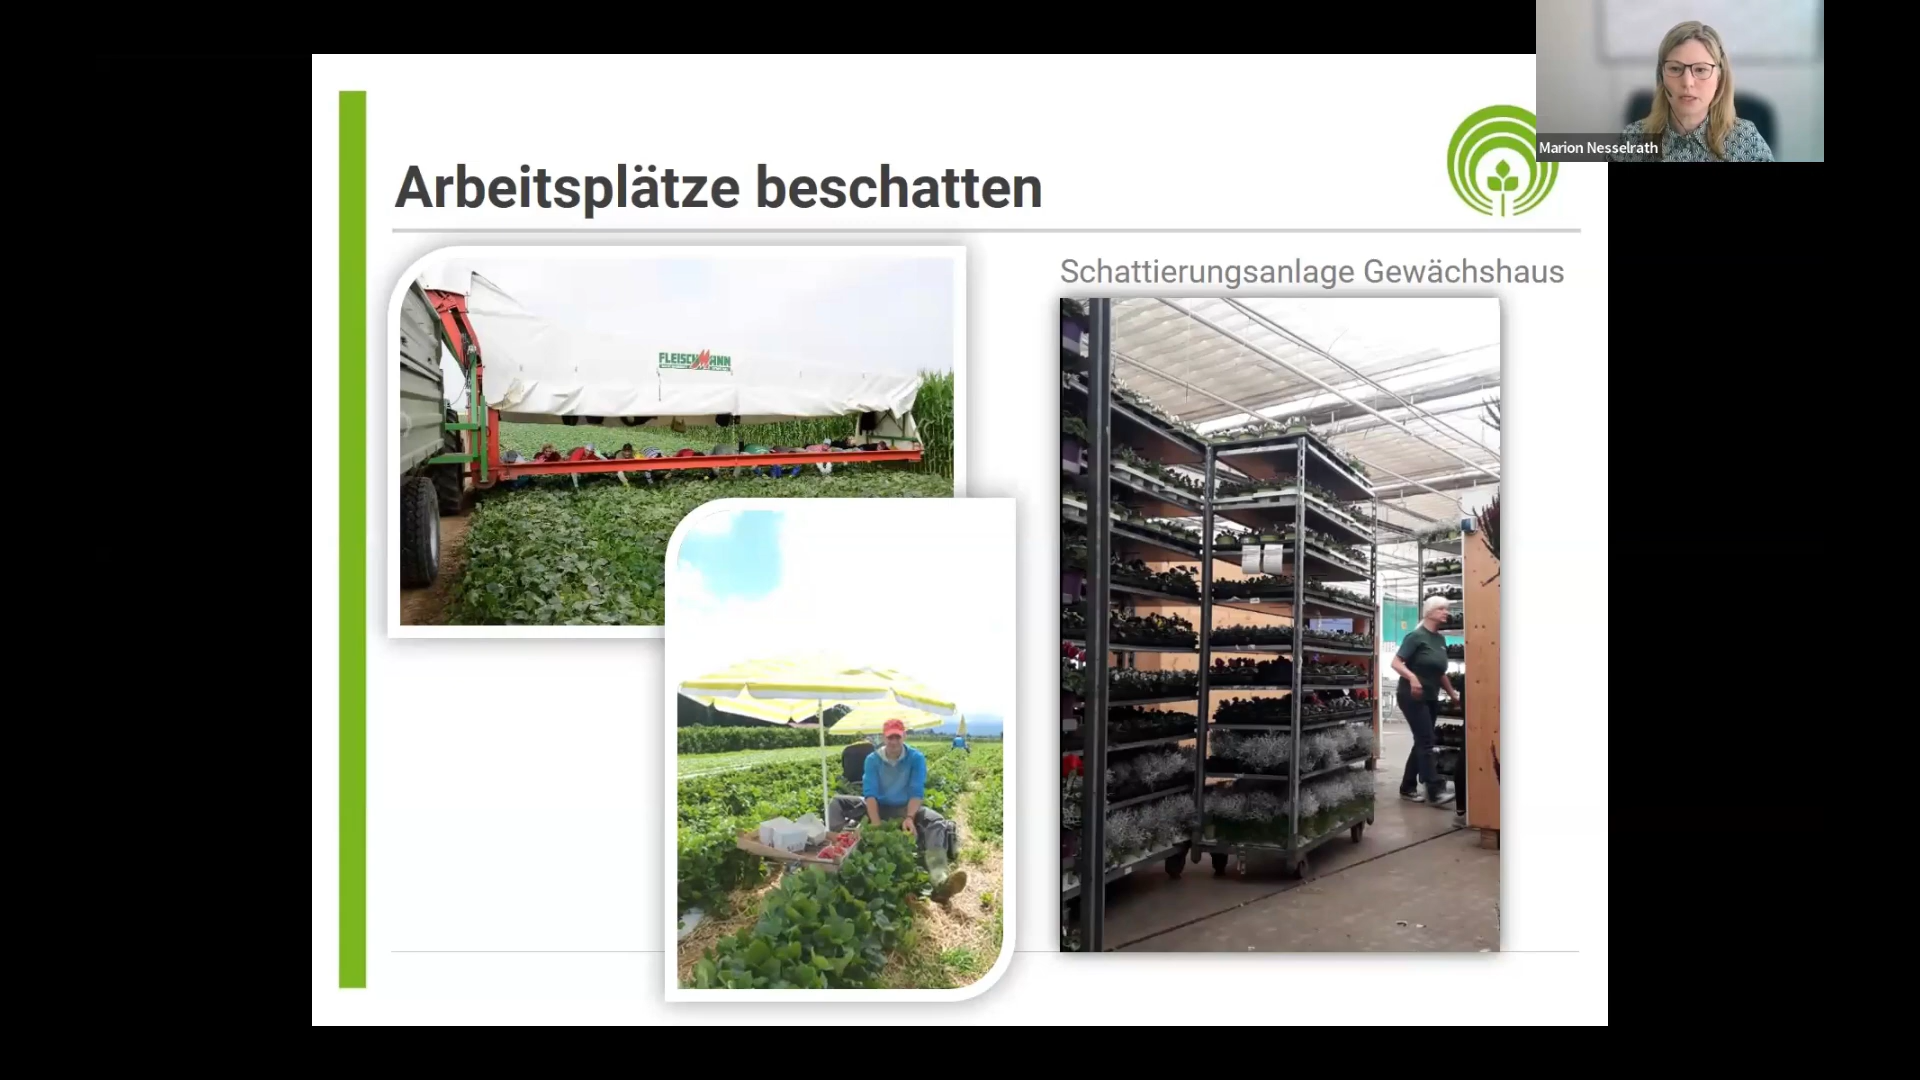 Marion Nesselrath
Arbeitsplätze beschatten
Schattierungsanlage Gewächshaus
FLEISCHMANN